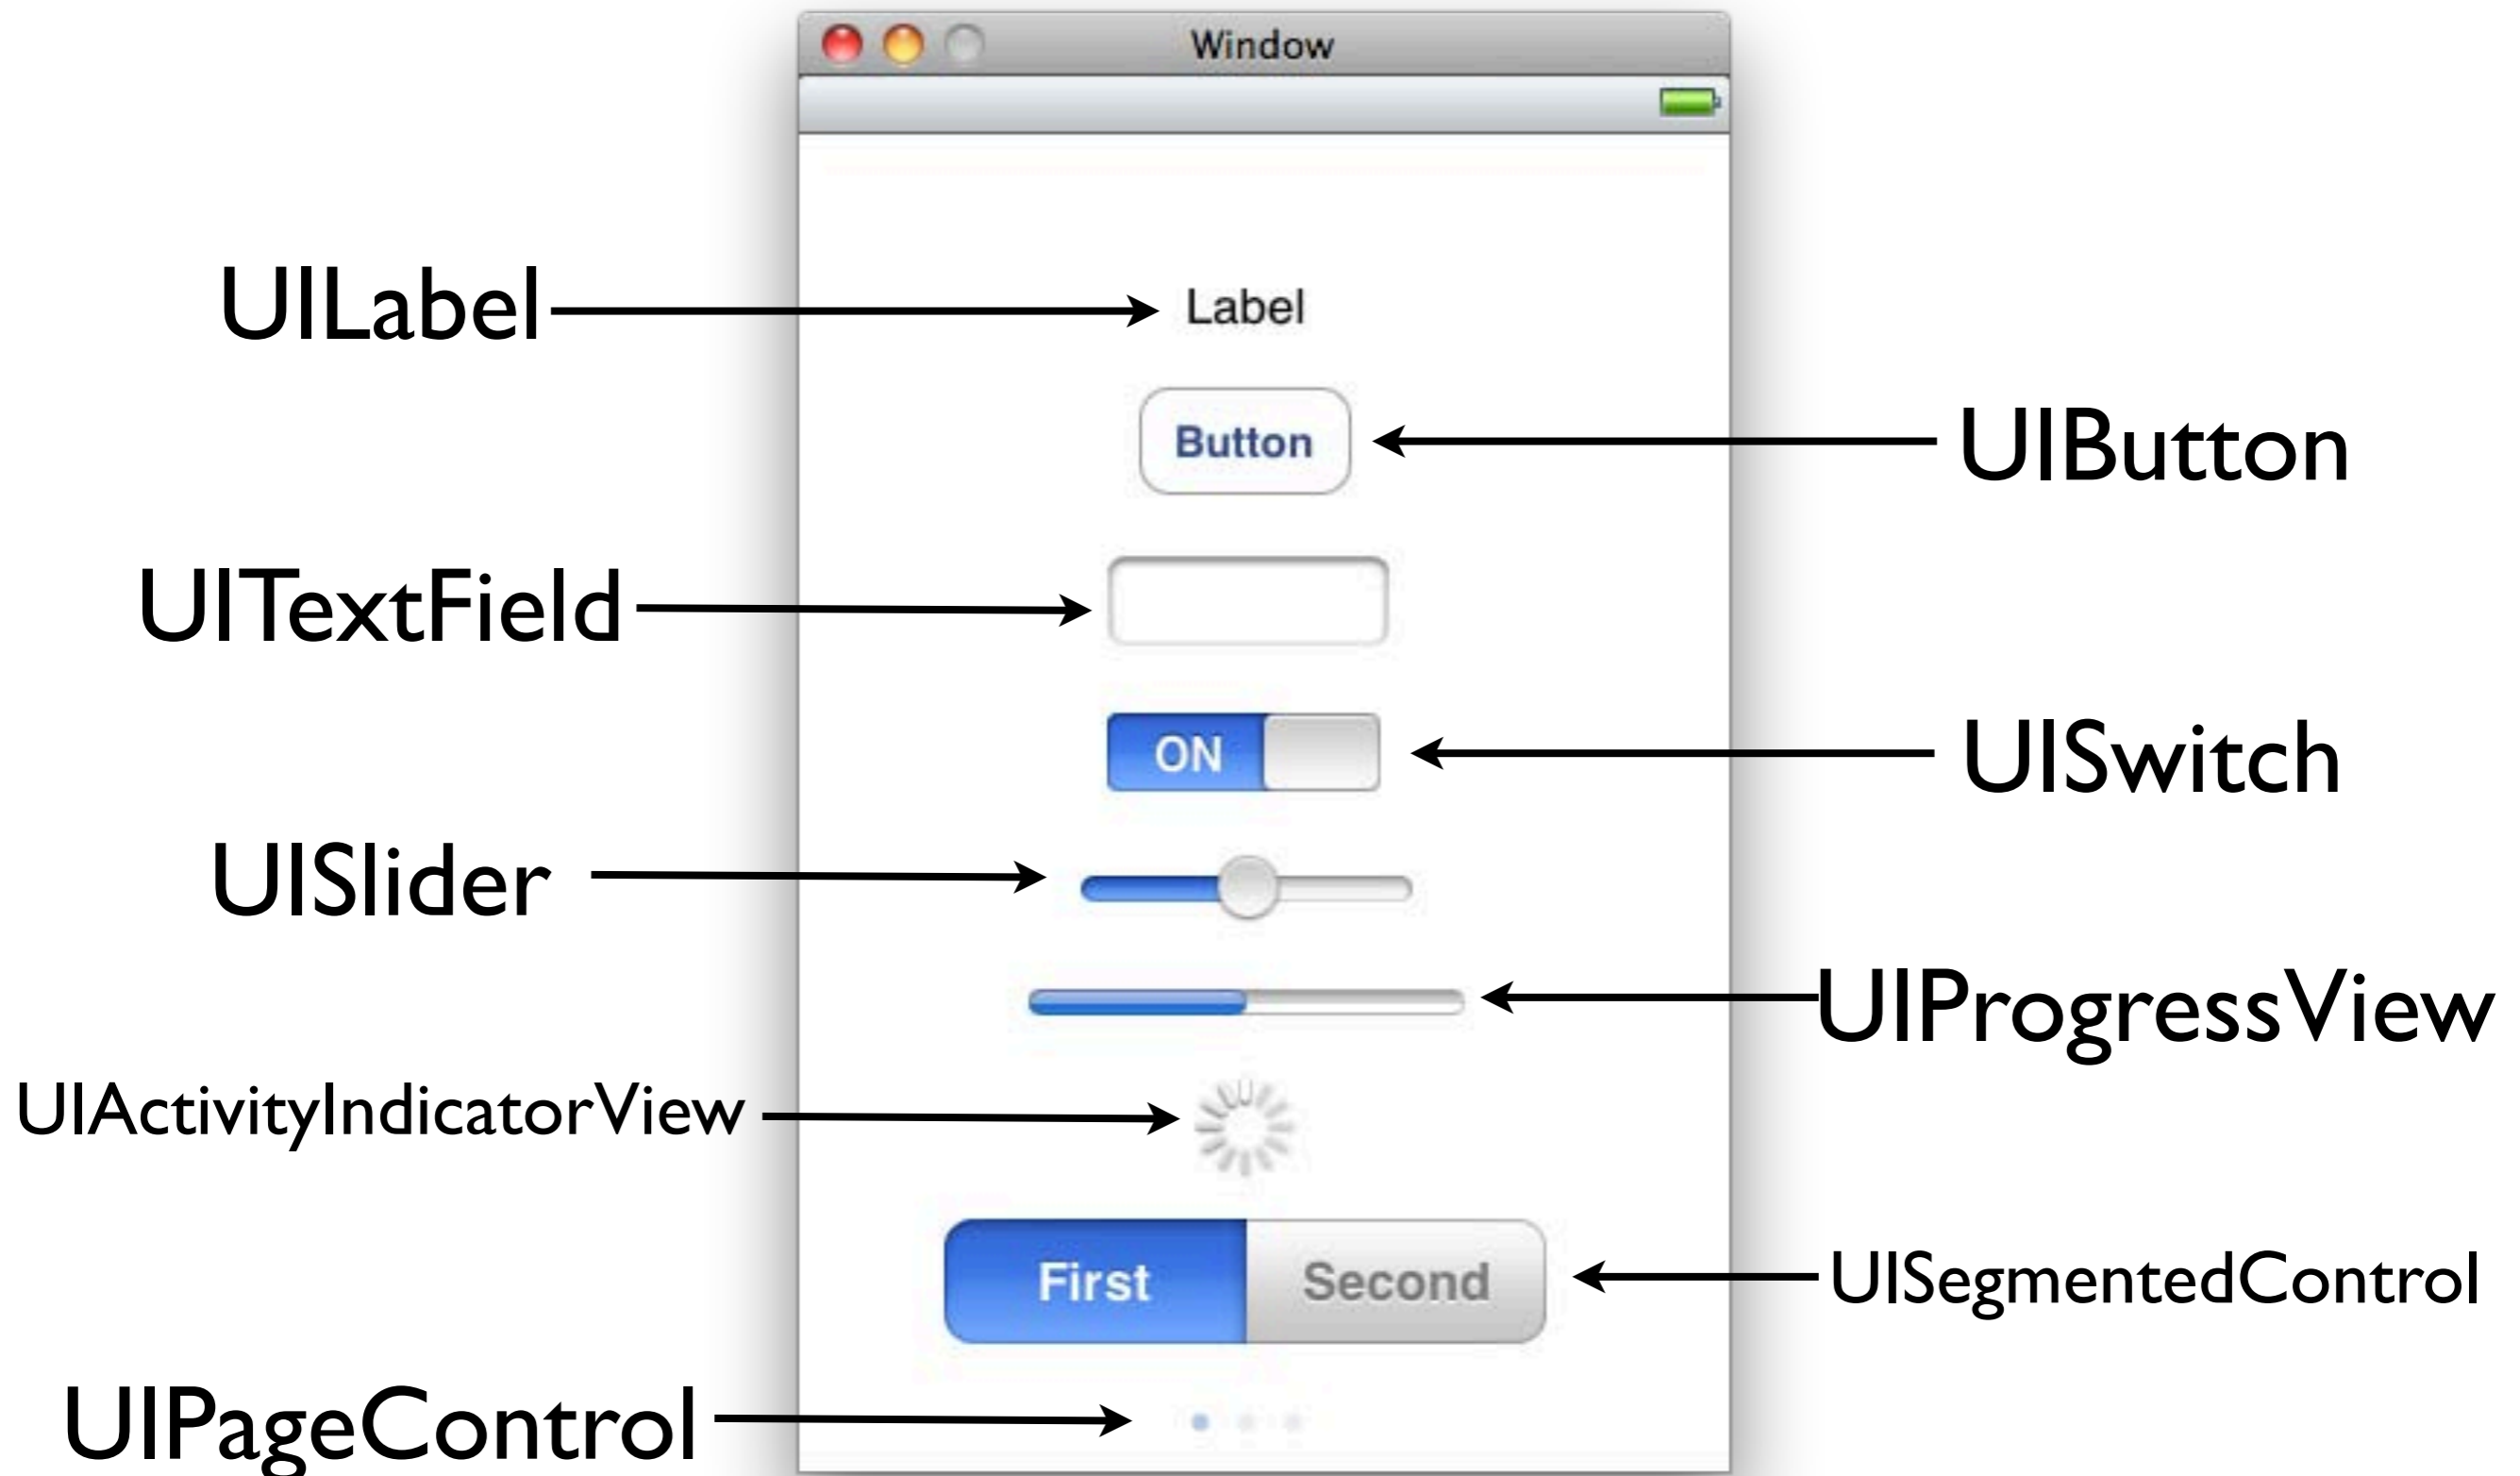 Window
UILabel
Label
Button
UIButton
UITextField
ON
UISwitch
UISlider
UIProgressView
UIActivityIndicatorView
First
Second
UISegmentedControl
UIPageControl